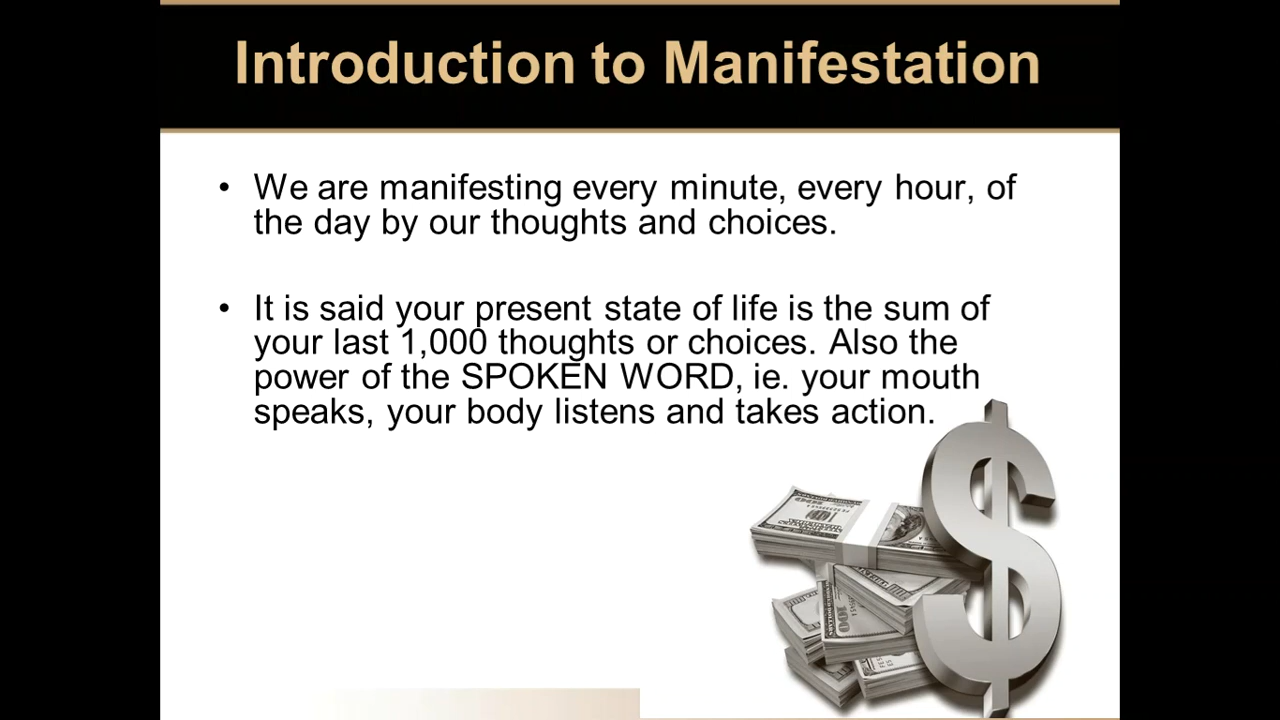 Introduction to Manifestation
• We are manifesting every minute, every hour, of
the day by our thoughts and choices.
• It is said your present state of life is the sum of
your last 1,000 thoughts or choices. Also the
power of the SPOKEN WORD, ie. your mouth
speaks, your body listens and takes action.